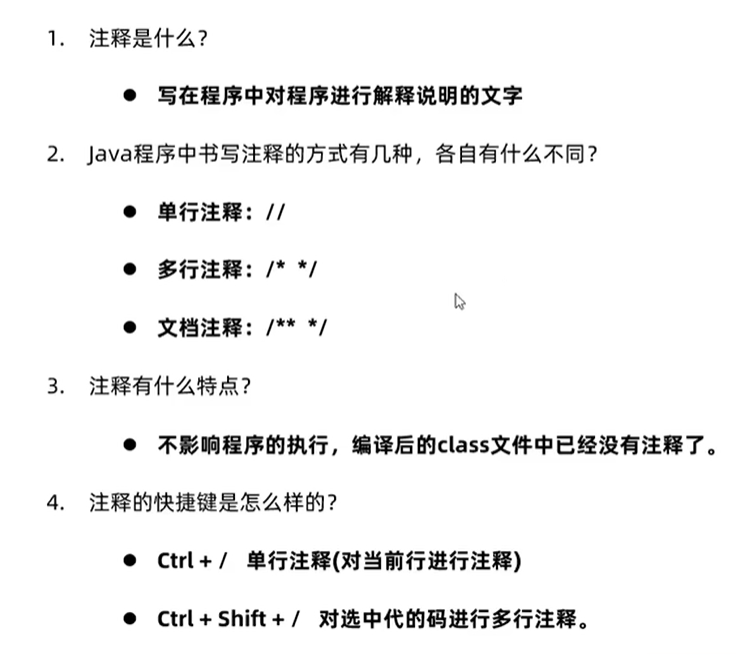 1. 注释是什么？
● 写在程序中对程序进行解释说明的文字
2. Java程序中书写注释的方式有几种，各自有什么不同？
● 单行注释：//
● 多行注释：/* */
● 文档注释：/** */
3. 注释有什么特点？
● 不影响程序的执行，编译后的class文件中已经没有注释了。
4. 注释的快捷键是怎么样的？
● Ctrl + / 单行注释(对当前行进行注释)
● Ctrl + Shift + / 对选中代的码进行多行注释。